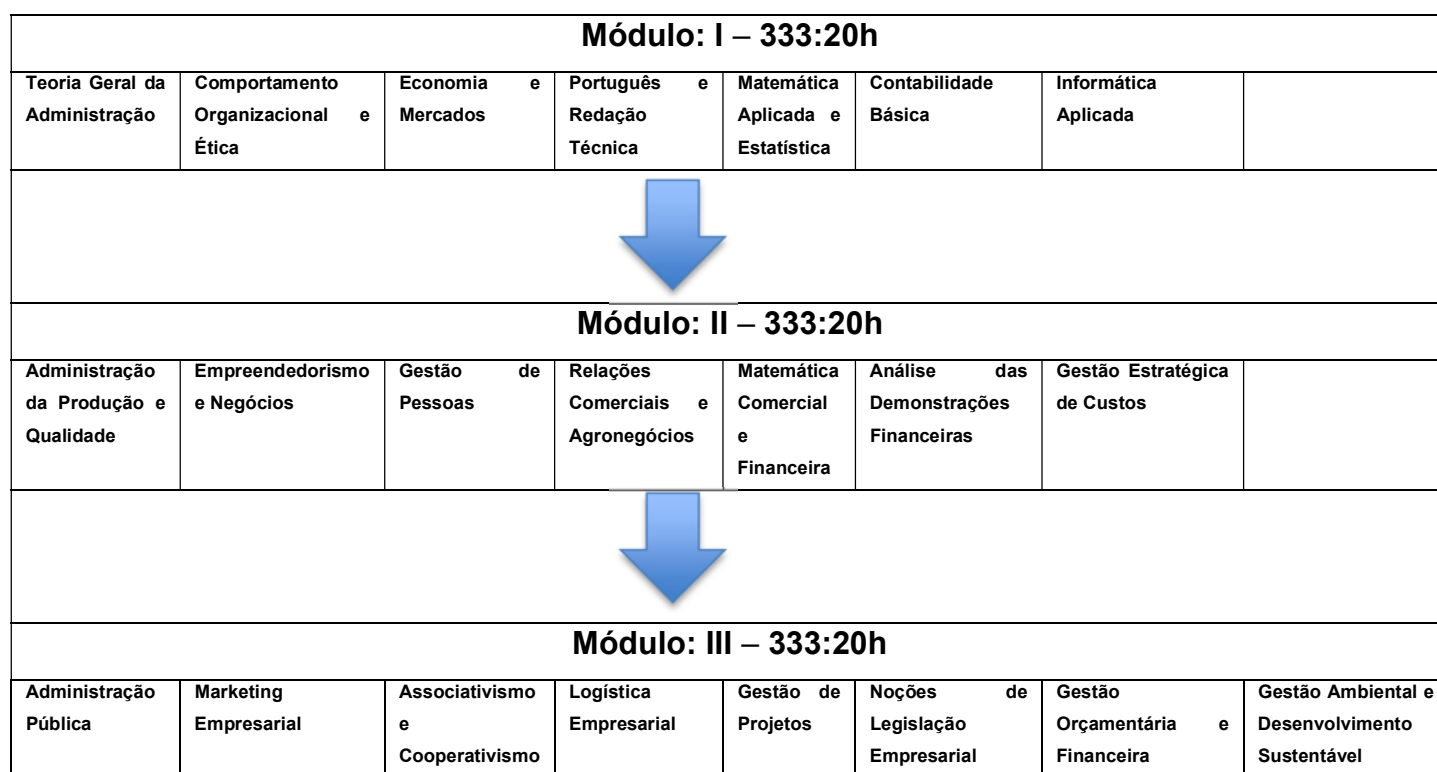 Módulo: I – 333:20h
Teoria Geral da
Administração
Comportamento
Organizacional e
Ética
Economia e
Mercados
Português e
Redação
Técnica
Matemática
Aplicada e
Estatística
Contabilidade
Básica
Informática
Aplicada
Módulo: II – 333:20h
Administração
da Produção e
Qualidade
Empreendedorismo
e Negócios
Gestão de
Pessoas
Relações
Comerciais e
Agronegócios
Matemática
Comercial
e
Financeira
Análise das
Demonstrações
Financeiras
Gestão Estratégica
de Custos
Módulo: III – 333:20h
Administração
Pública
Marketing
Empresarial
Associativismo
e
Cooperativismo
Logística
Empresarial
Gestão de
Projetos
Noções de
Legislação
Empresarial
Gestão
Orçamentária e
Financeira
Gestão Ambiental e
Desenvolvimento
Sustentável